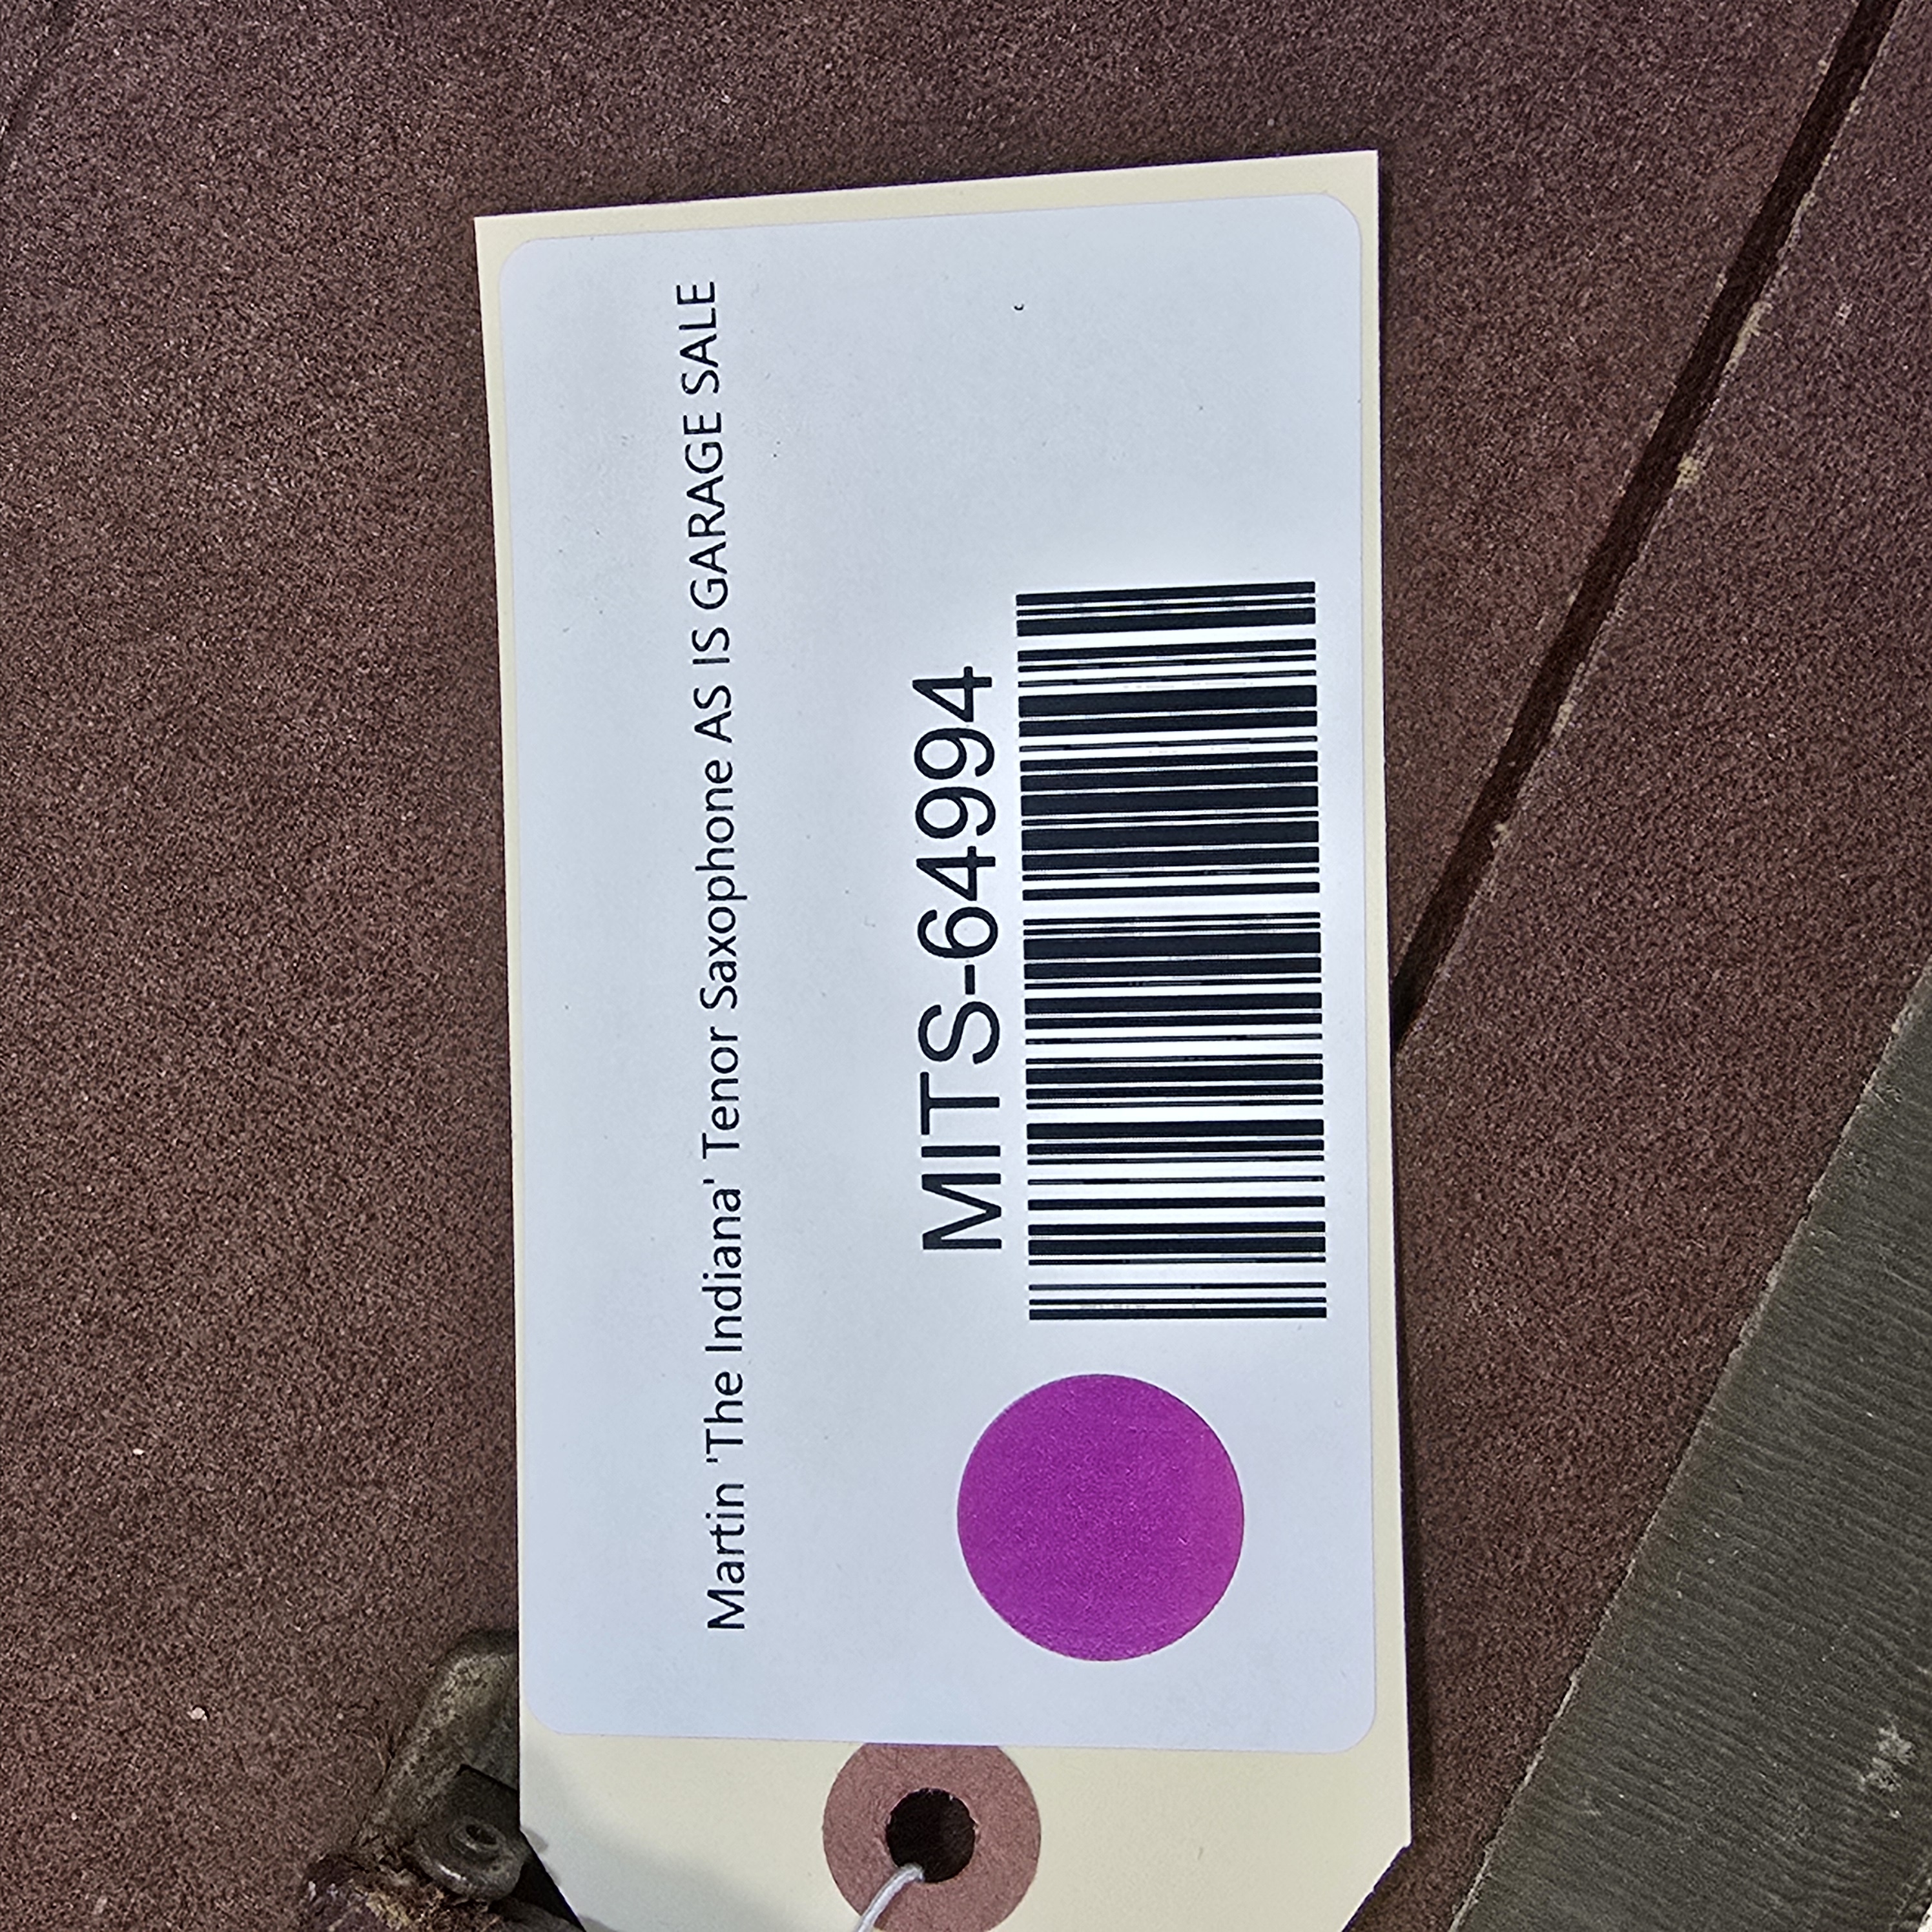 Martin 'The Indiana' Tenor Saxophone AS IS GARAGE SALE
MITS-64994